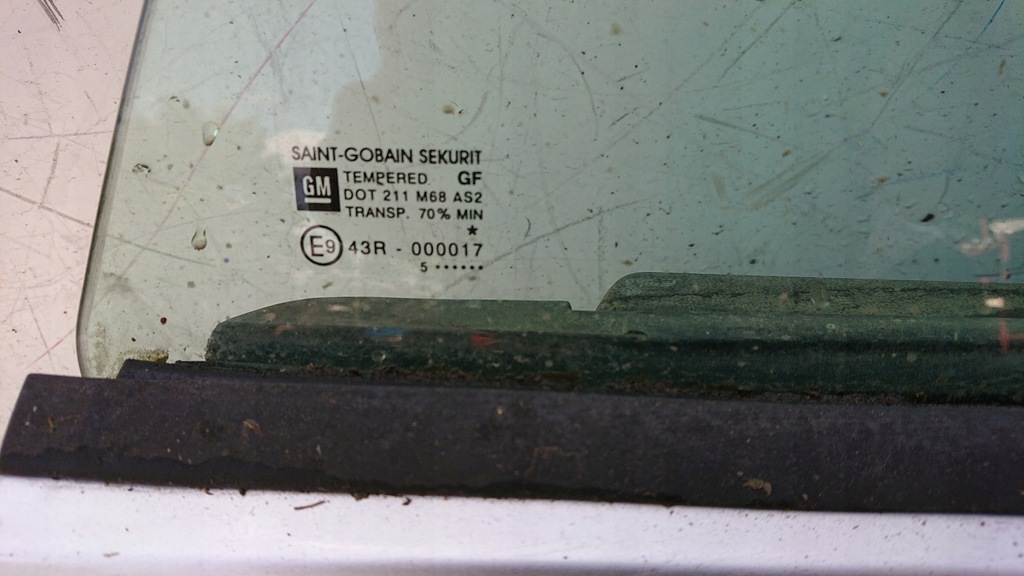 SAINT-GOBAIN SEKURIT
GM TEMPERED GF
DOT 211 M68 AS2
TRANSP. 70% MIN
★
E9 43R - 000017
5 ••••••